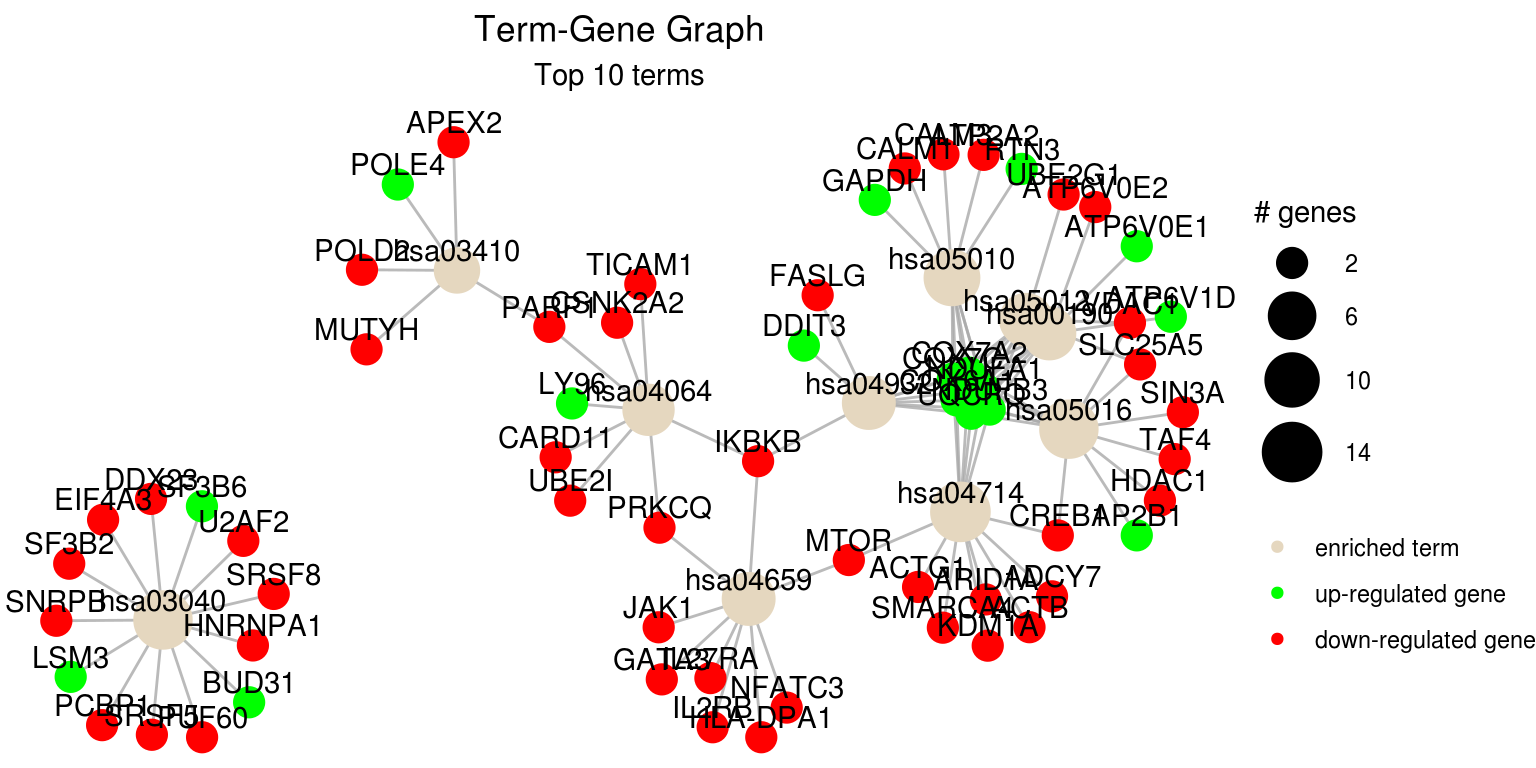 Term-Gene Graph
Top 10 terms
APEX2
POLE4
POLD2
hsa03410
MUTYH
PARP1
TICAM1
CSNK2A2
LY96
hsa04064
CARD11
UBE2I
IKBKB
PRKCQ
FASLG
DDIT3
hsa04932
GAPDH
CALM1
CALM3
ATP2A2
RTN3
UBE2G1
ATP6V0E2
ATP6V0E1
hsa05010
hsa05012
hsa00190
VDAC1
ATP6V1D
SLC25A5
COX7A2
UQCRQ
hsa05016
SIN3A
TAF4
HDAC1
AP2B1
CREB1
hsa04714
MTOR
ACTG1
ARID1A
ADCY7
SMARCA4
ACTB
KDM1A
hsa04659
JAK1
GATA3
IL27RA
NFATC3
IL2RB
HLA-DPA1
DDX23
SF3B6
EIF4A3
U2AF2
SF3B2
SRSF8
SNRPB
hsa03040
HNRNPA1
LSM3
BUD31
PCBP1
SRSF5
PUF60
# genes
2
6
10
14
enriched term
up-regulated gene
down-regulated gene